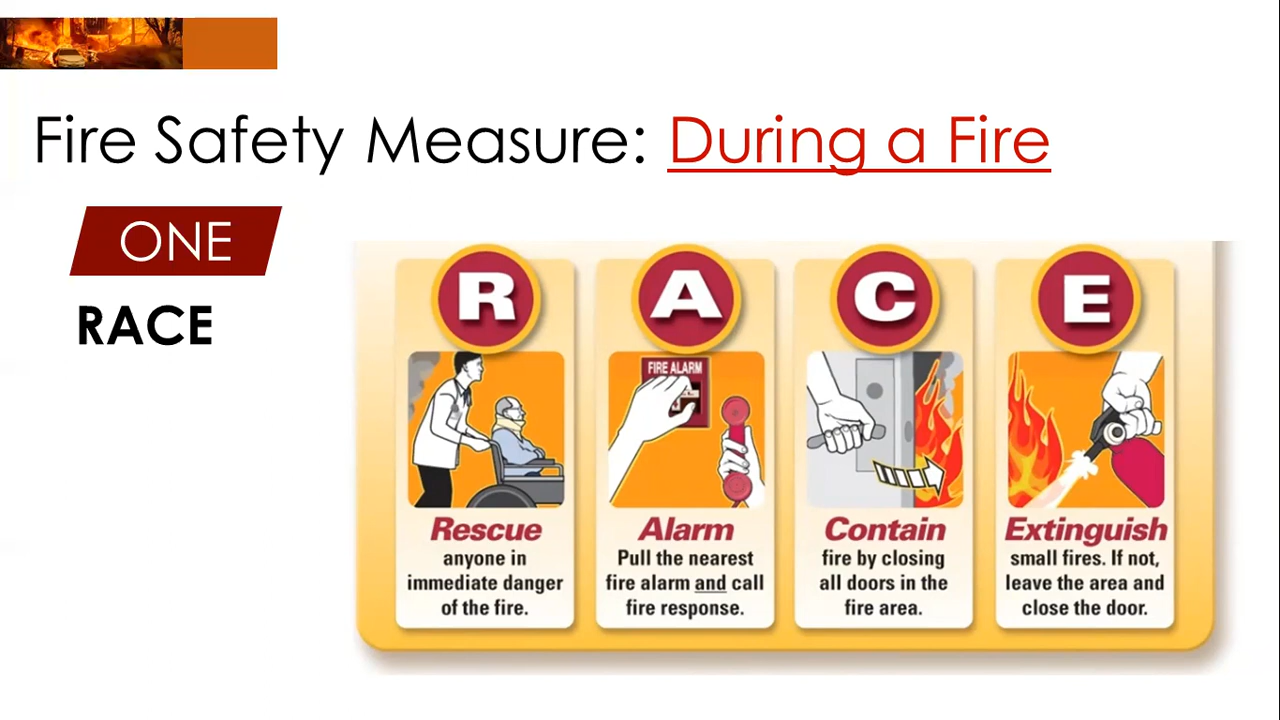 Fire Safety Measure: During a Fire
ONE
RACE
R
A
C
E
FIRE ALARM
Rescue
anyone in
immediate danger
of the fire.
Alarm
Pull the nearest
fire alarm and call
fire response.
Contain
fire by closing
all doors in the
fire area.
Extinguish
small fires. If not,
leave the area and
close the door.